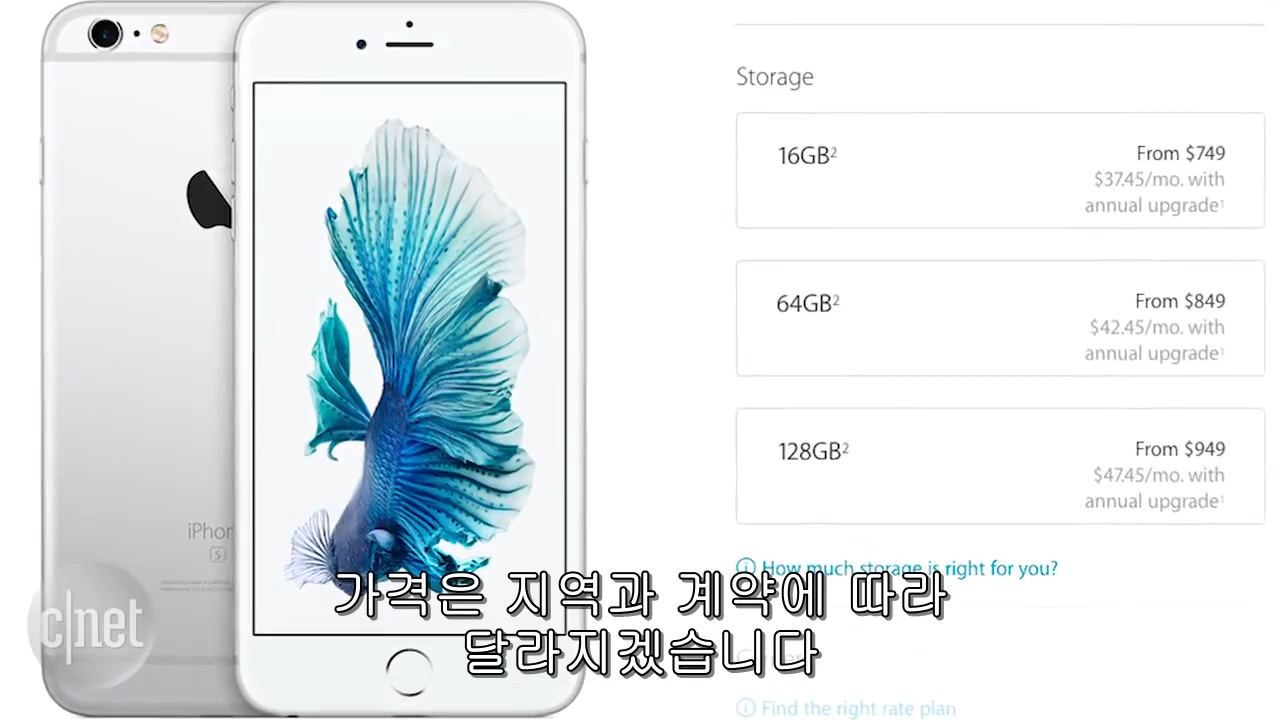 Storage
16GB²
From $749
$37.45/mo. with
annual upgrade¹
64GB²
From $849
$42.45/mo. with
annual upgrade¹
128GB²
From $949
$47.45/mo. with
annual upgrade¹
How much storage is right for you?
iPhon
S
c|net
가격은 지역과 계약에 따라
달라지겠습니다
Find the right rate plan